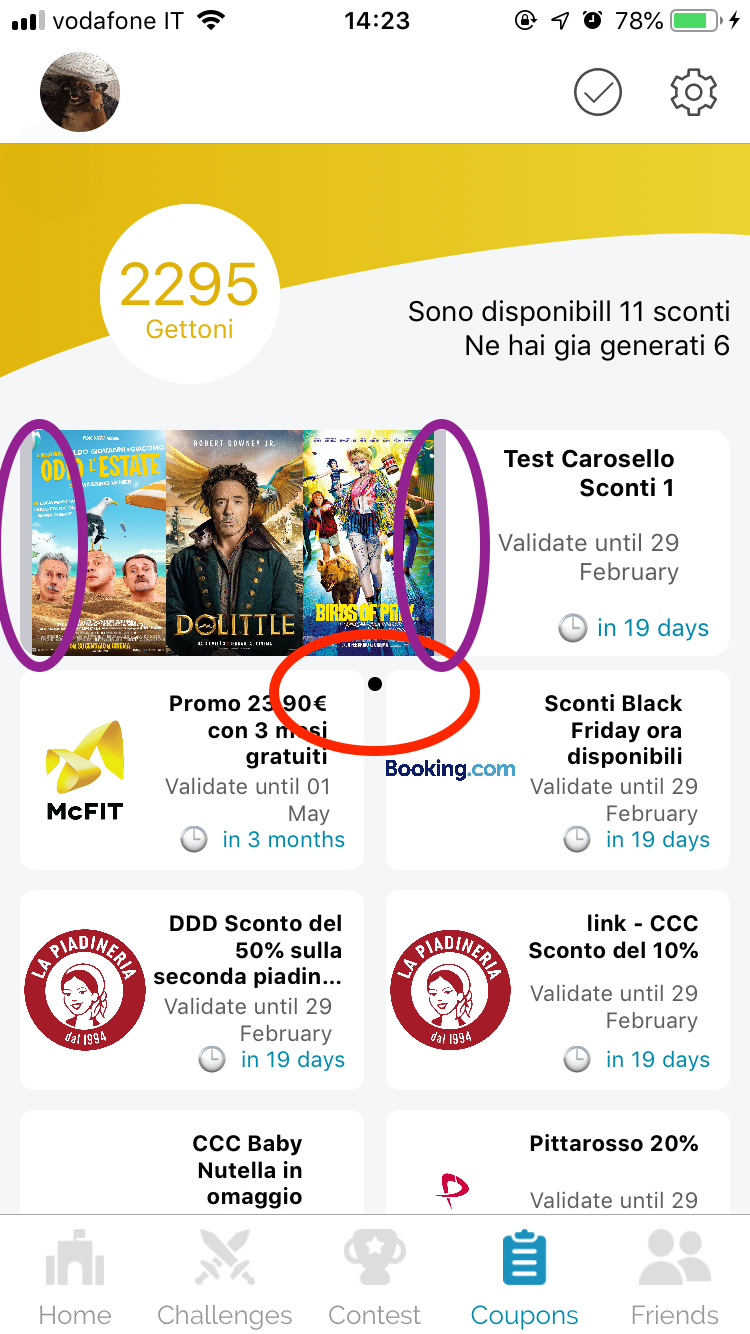 vodafone IT
14:23
78%
2295
Gettoni
Sono disponibill 11 sconti
Ne hai gia generati 6
ODIO L'ESTATE
ROBERT DOWNEY JR.
DOLITTLE
BIRDS OF PREY
Test Carosello
Sconti 1
Validate until 29
February
in 19 days
McFIT
Promo 23,90€
con 3 mesi
gratuiti
Validate until 01
May
in 3 months
Booking.com
Sconti Black
Friday ora
disponibili
Validate until 29
February
in 19 days
LA PIADINERIA
dal 1994
DDD Sconto del
50% sulla
seconda piadin...
Validate until 29
February
in 19 days
LA PIADINERIA
dal 1994
link - CCC
Sconto del 10%
Validate until 29
February
in 19 days
CCC Baby
Nutella in
omaggio
Pittarosso 20%
Validate until 29
Home
Challenges
Contest
Coupons
Friends